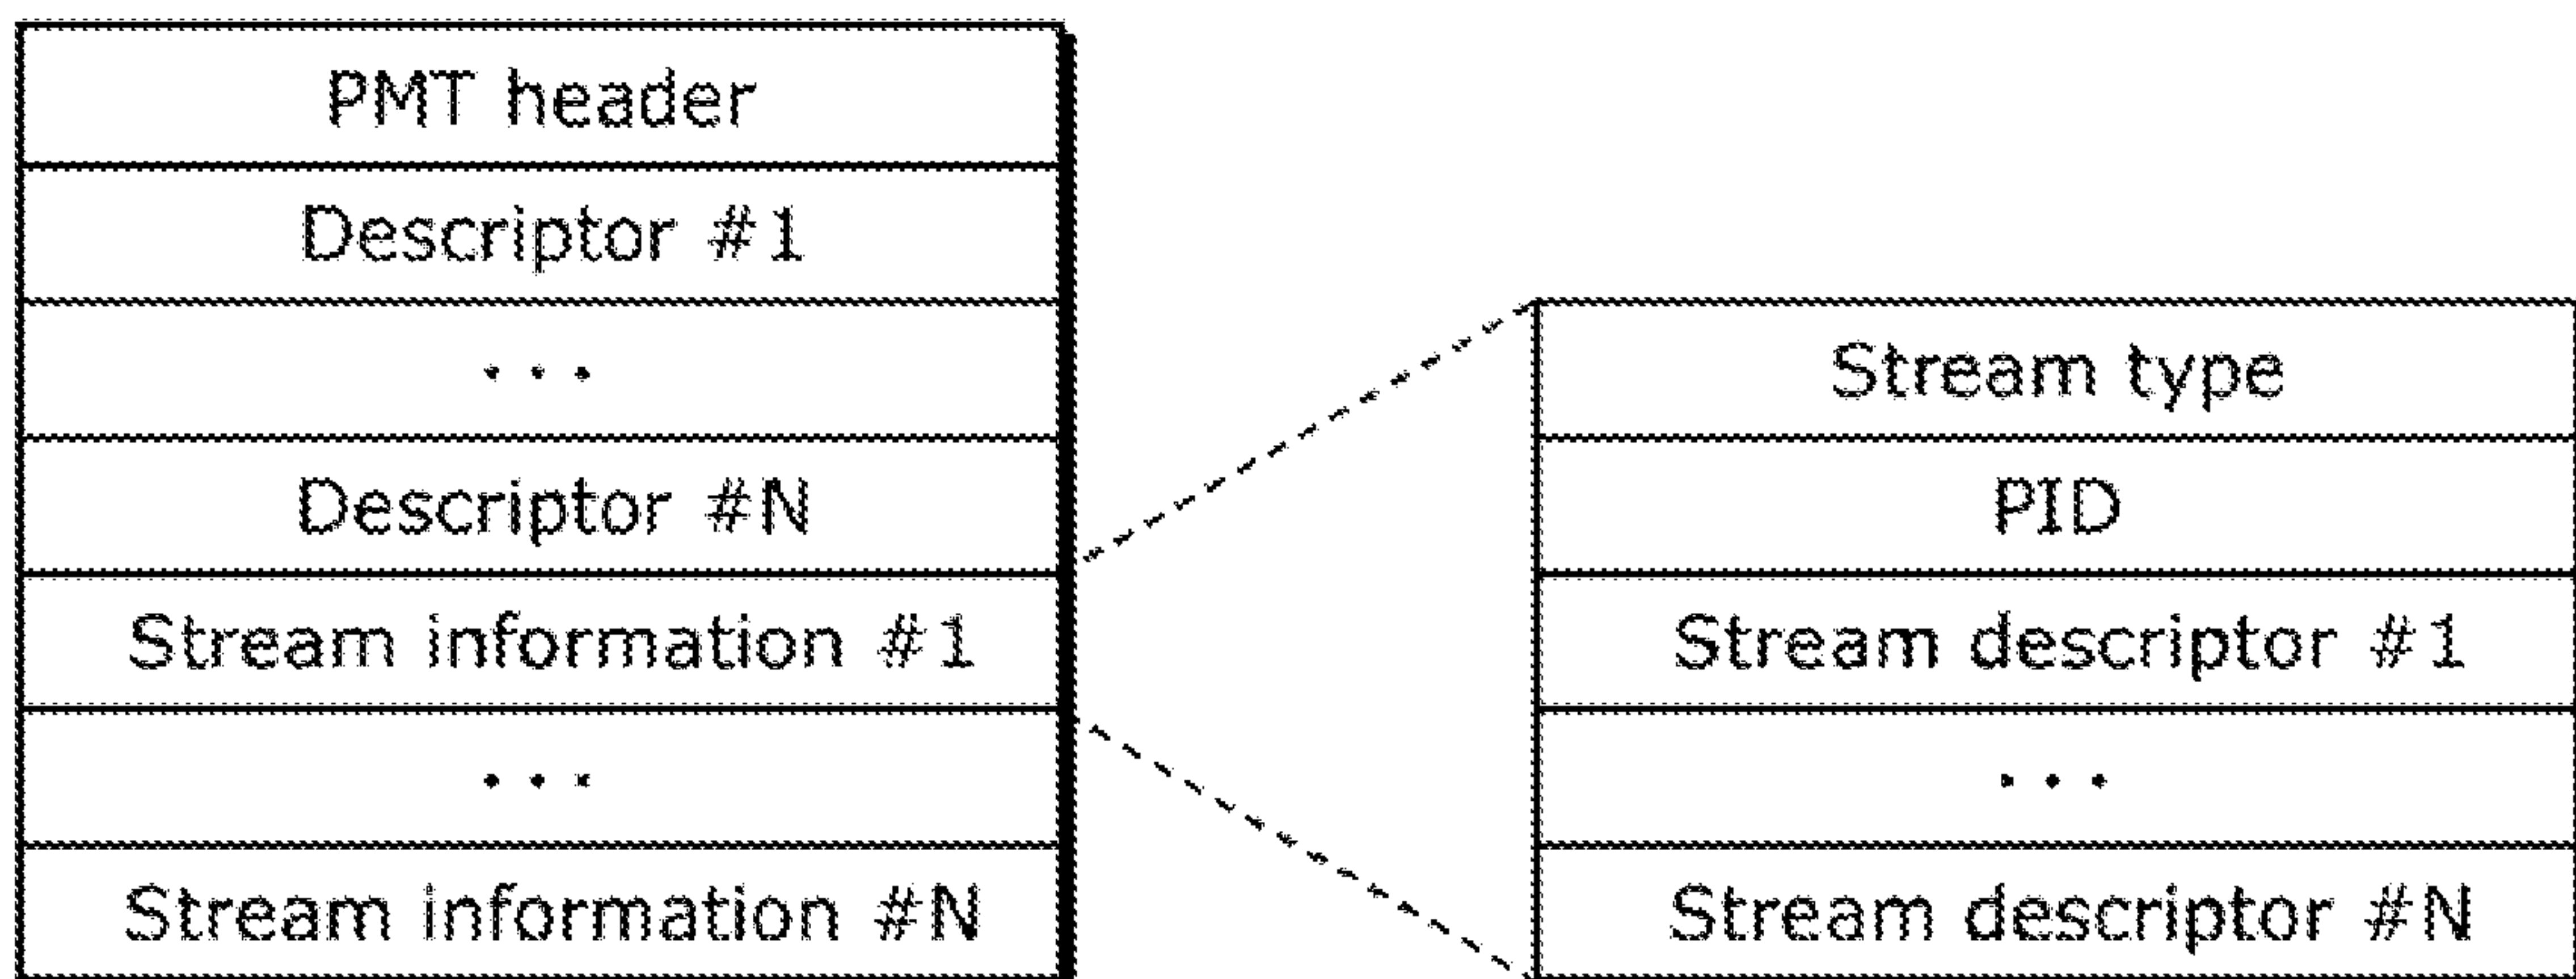 PMT header
Descriptor #1
...
Descriptor #N
Stream information #1
...
Stream information #N
Stream type
PID
Stream descriptor #1
...
Stream descriptor #N